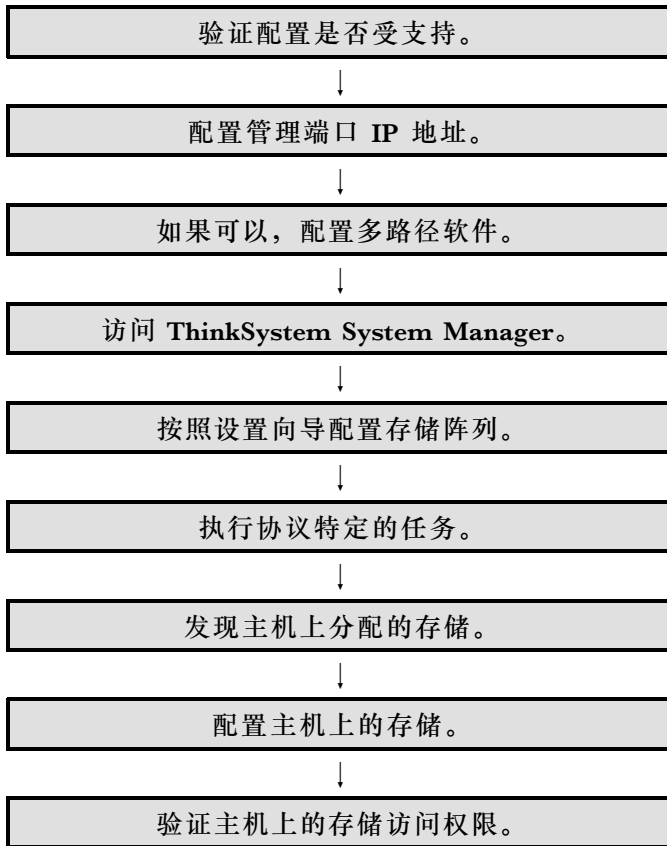 验证配置是否受支持。
配置管理端口 IP 地址。
如果可以，配置多路径软件。
访问 ThinkSystem System Manager。
按照设置向导配置存储阵列。
执行协议特定的任务。
发现主机上分配的存储。
配置主机上的存储。
验证主机上的存储访问权限。